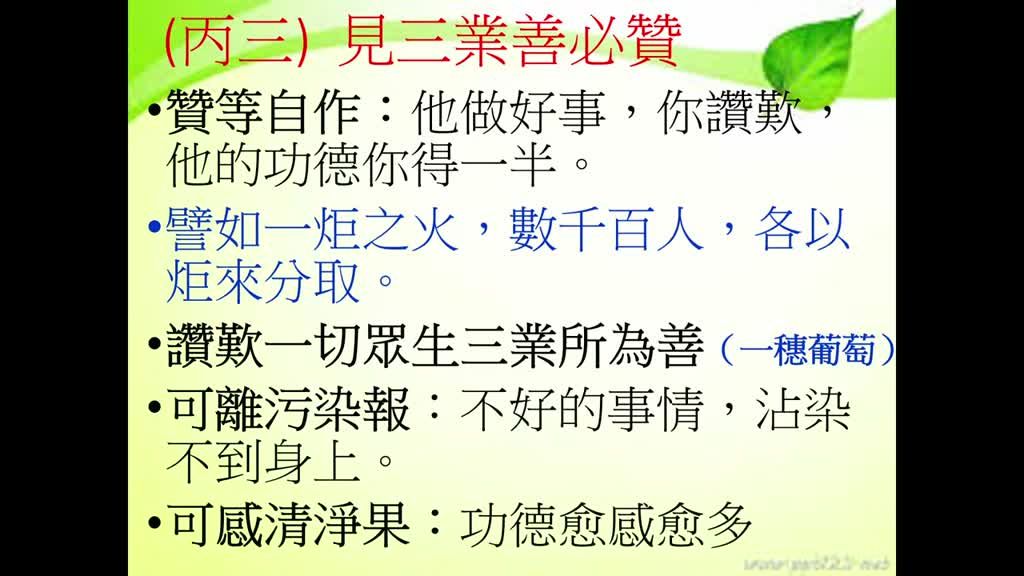 (丙三) 見三業善必贊
•贊等自作：他做好事，你讚歎，
他的功德你得一半。
•譬如一炬之火，數千百人，各以
炬來分取。
•讚歎一切眾生三業所為善（一穗葡萄）
•可離污染報：不好的事情，沾染
不到身上。
•可感清淨果：功德愈感愈多